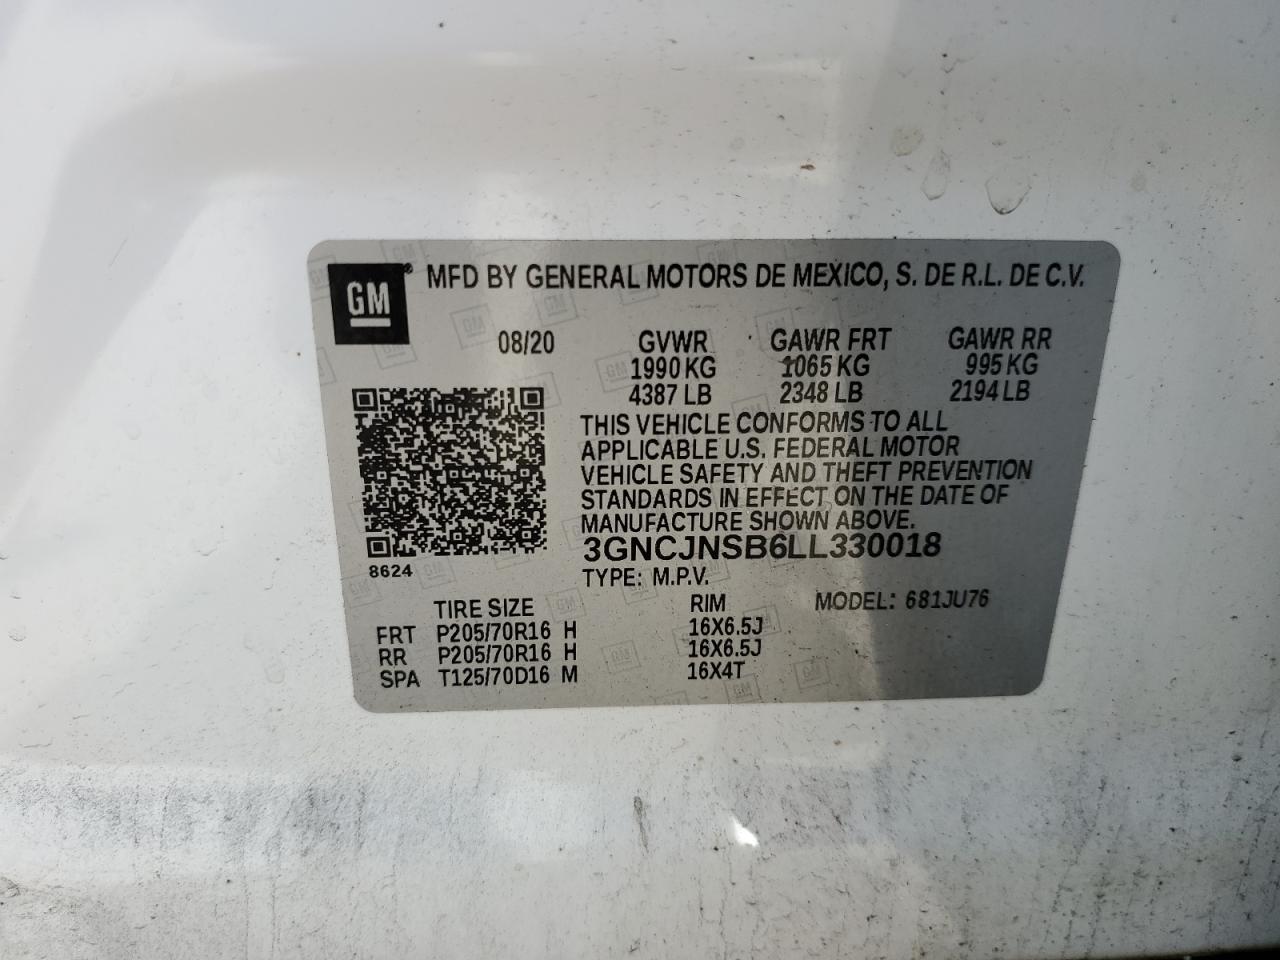 GM® MFD BY GENERAL MOTORS DE MEXICO, S. DE R.L. DE C.V.
08/20 GVWR GAWR FRT GAWR RR
1990 KG 1065 KG 995 KG
4387 LB 2348 LB 2194 LB
THIS VEHICLE CONFORMS TO ALL
APPLICABLE U.S. FEDERAL MOTOR
VEHICLE SAFETY AND THEFT PREVENTION
STANDARDS IN EFFECT ON THE DATE OF
MANUFACTURE SHOWN ABOVE.
3GNCJNSB6LL330018
8624
TYPE: M.P.V.
TIRE SIZE RIM MODEL: 681JU76
FRT P205/70R16 H 16X6.5J
RR P205/70R16 H 16X6.5J
SPA T125/70D16 M 16X4T